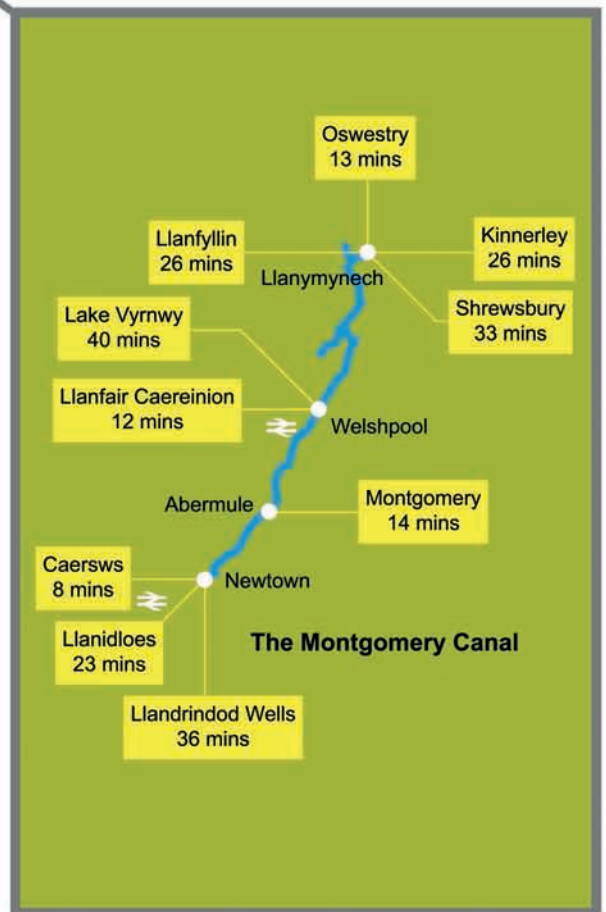 Oswestry
13 mins
Llanfyllin
26 mins
Kinnerley
26 mins
Llanymynech
Shrewsbury
33 mins
Lake Vyrnwy
40 mins
Llanfair Caereinion
12 mins
Welshpool
Abermule
Montgomery
14 mins
Caersws
8 mins
Newtown
Llanidloes
23 mins
The Montgomery Canal
Llandrindod Wells
36 mins